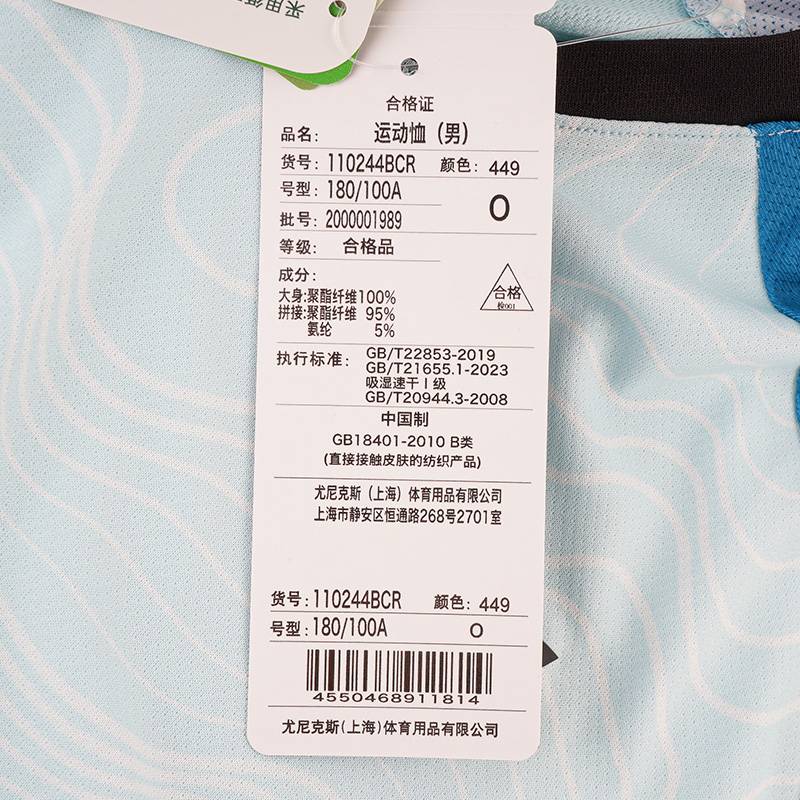 采用
合格证
品名： 运动恤（男）
货号：110244BCR 颜色：449
号型：180/100A O
批号：2000001989
等级： 合格品
成分：
大身:聚酯纤维100%
拼接:聚酯纤维 95%
氨纶 5%
合格
检001
执行标准： GB/T22853-2019
GB/T21655.1-2023
吸湿速干Ⅰ级
GB/T20944.3-2008
中国制
GB18401-2010 B类
(直接接触皮肤的纺织产品)
尤尼克斯（上海）体育用品有限公司
上海市静安区恒通路268号2701室
货号：110244BCR 颜色：449
号型：180/100A O
4550468911814
尤尼克斯(上海)体育用品有限公司